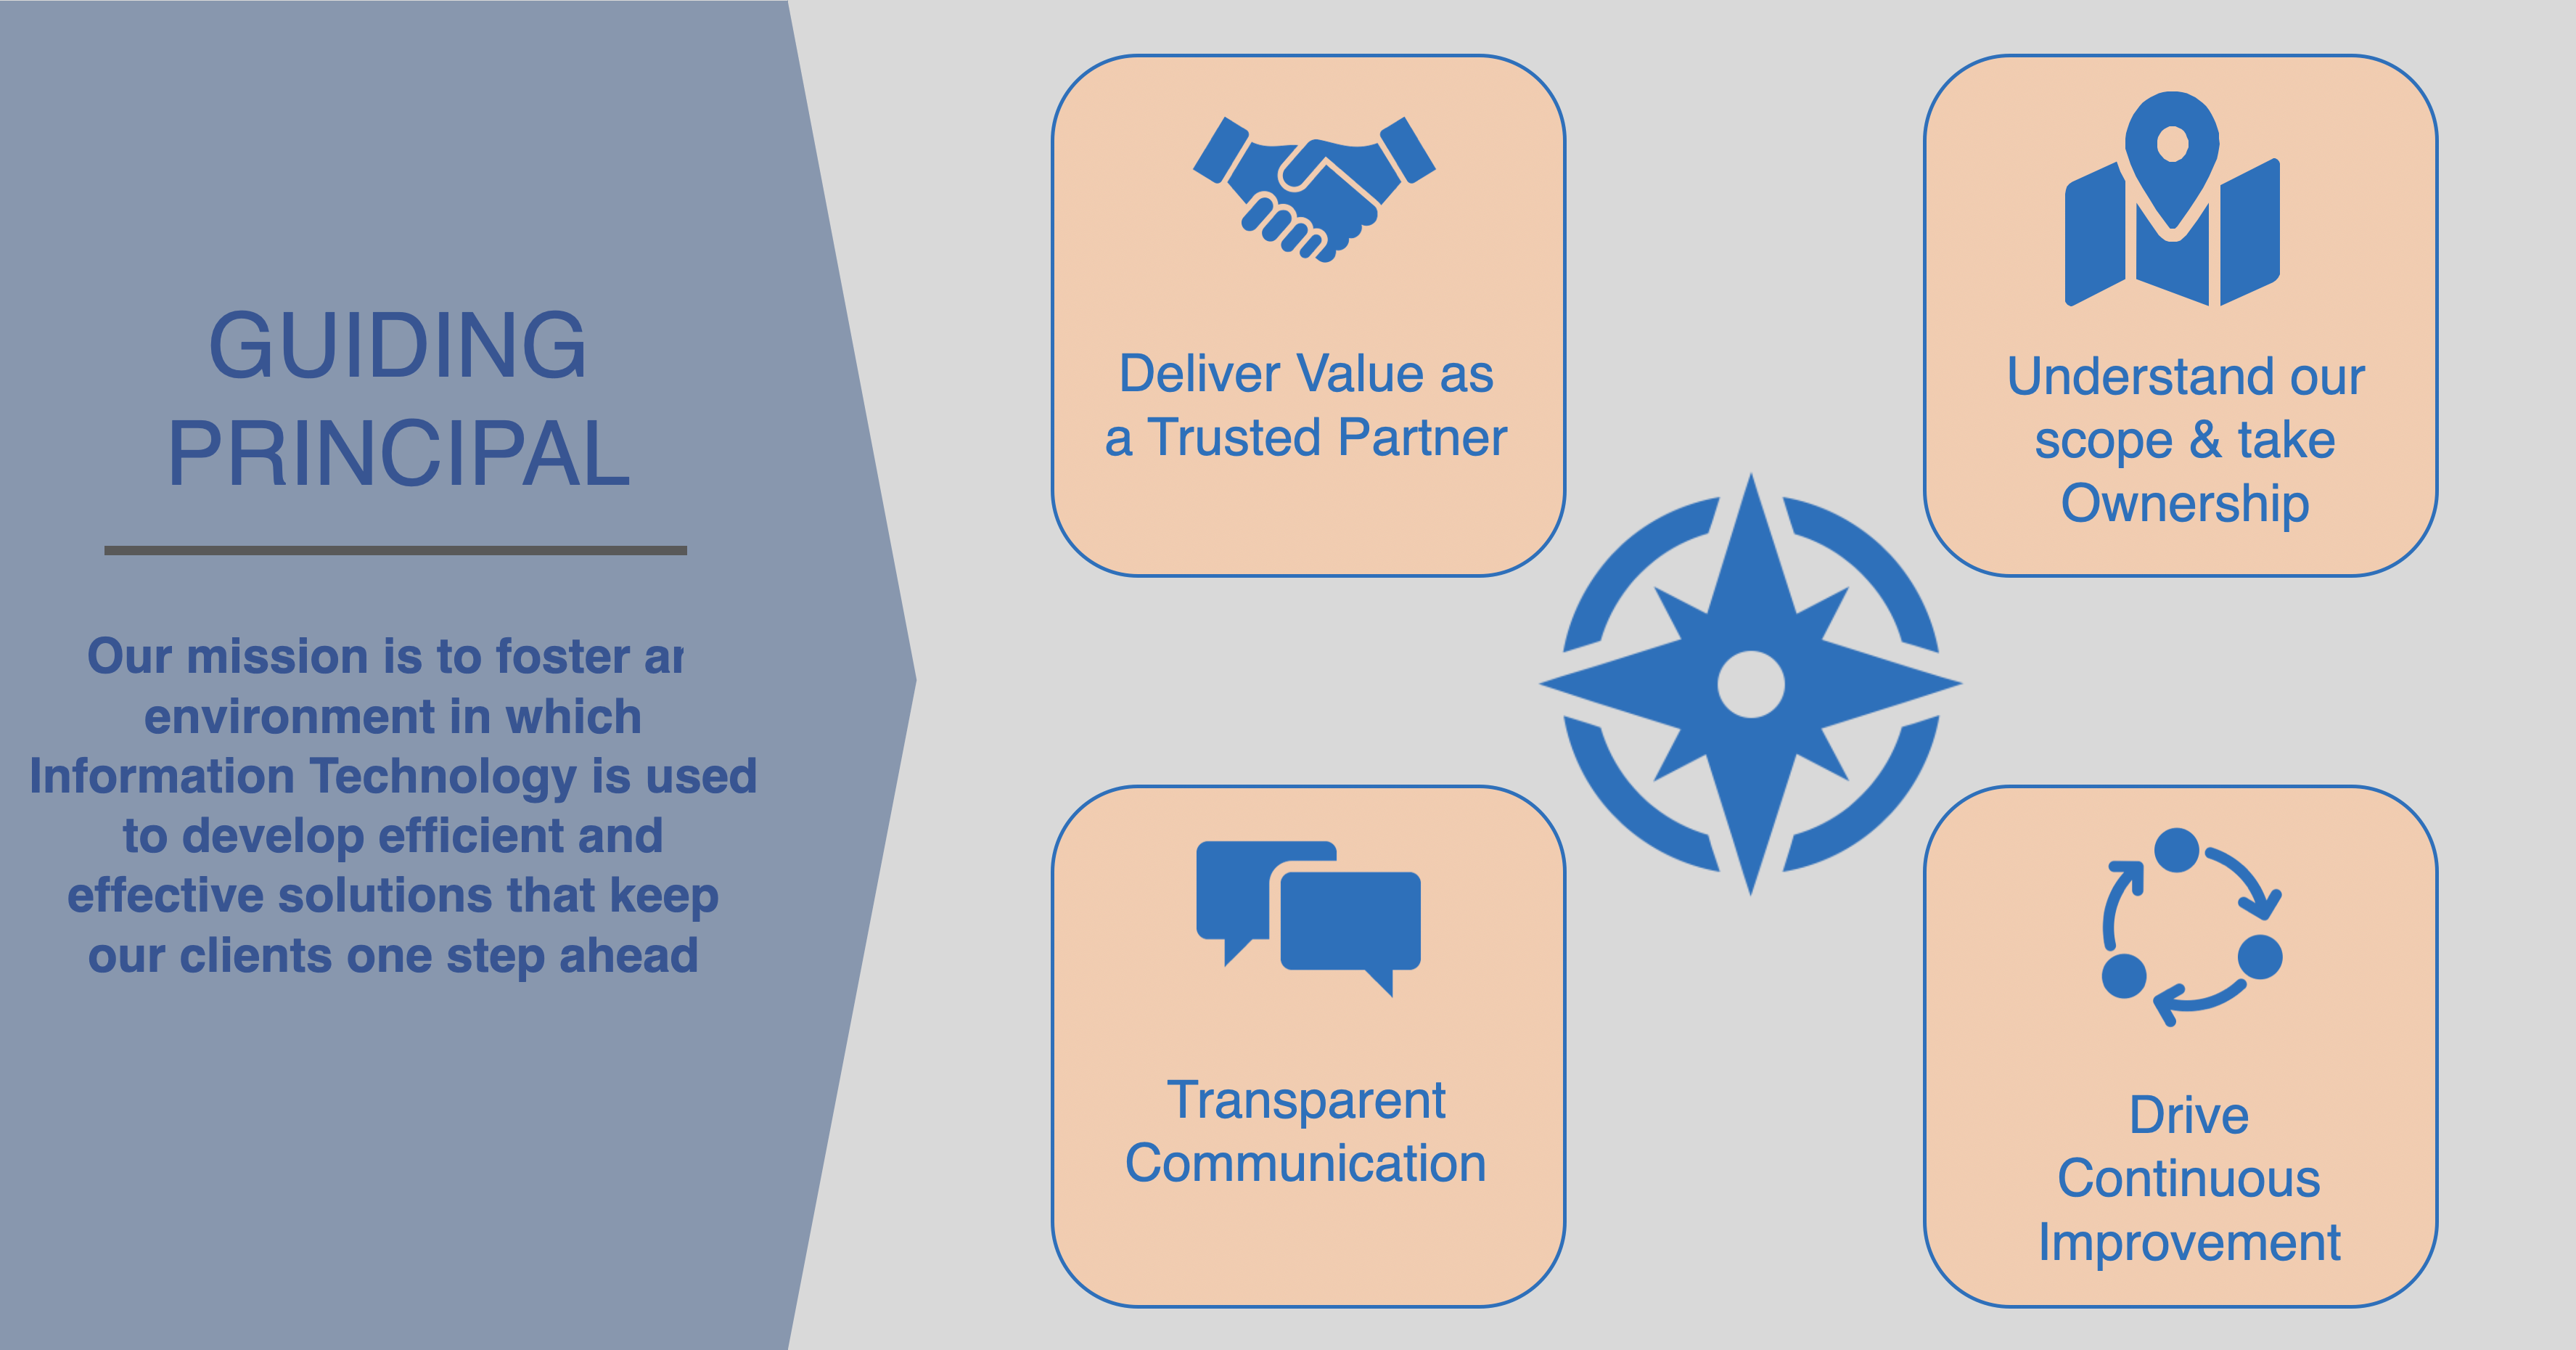 GUIDING
PRINCIPAL
Our mission is to foster an
environment in which
Information Technology is used
to develop efficient and
effective solutions that keep
our clients one step ahead
Deliver Value as
a Trusted Partner
Understand our
scope & take
Ownership
Transparent
Communication
Drive
Continuous
Improvement